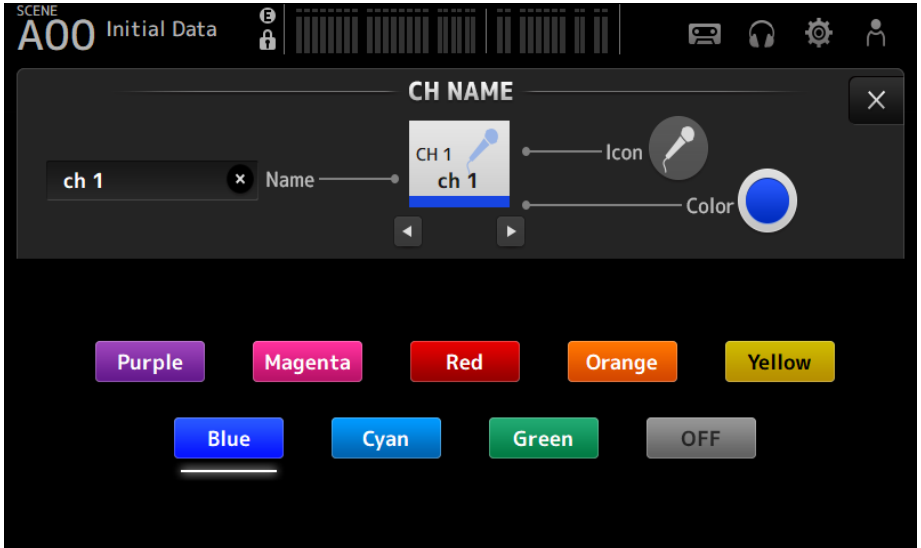 SCENE
A00 Initial Data
E
CH NAME
CH 1
ch 1
ch 1
Name
Icon
Color
Purple Magenta Red Orange Yellow
Blue Cyan Green OFF